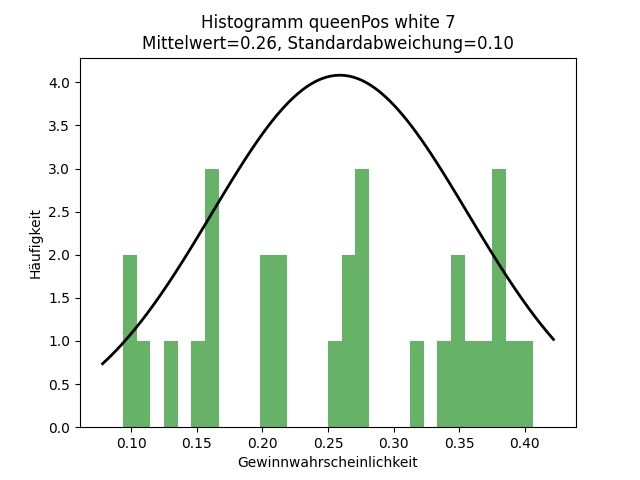 Histogramm queenPos white 7
Mittelwert=0.26, Standardabweichung=0.10
4.0
3.5
3.0
2.5
2.0
1.5
1.0
0.5
0.0
Häufigkeit
0.10 0.15 0.20 0.25 0.30 0.35 0.40
Gewinnwahrscheinlichkeit